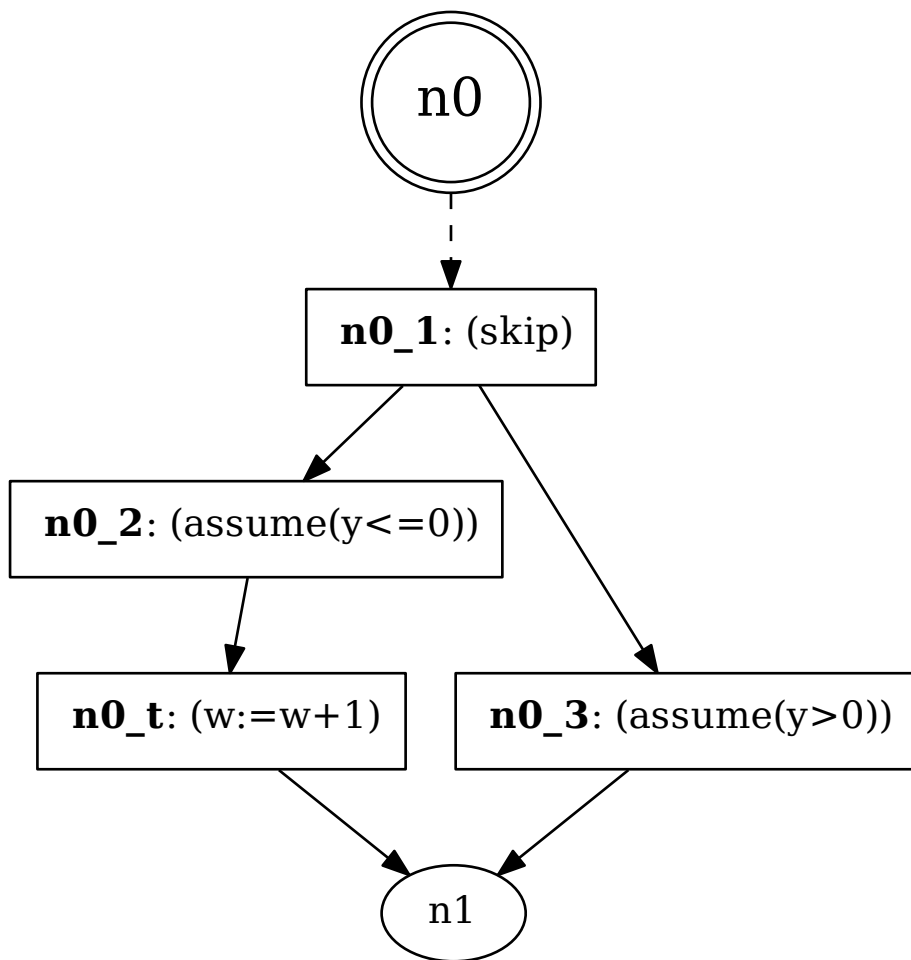 n0
n0_1: (skip)
n0_2: (assume(y<=0))
n0_t: (w:=w+1)
n0_3: (assume(y>0))
n1